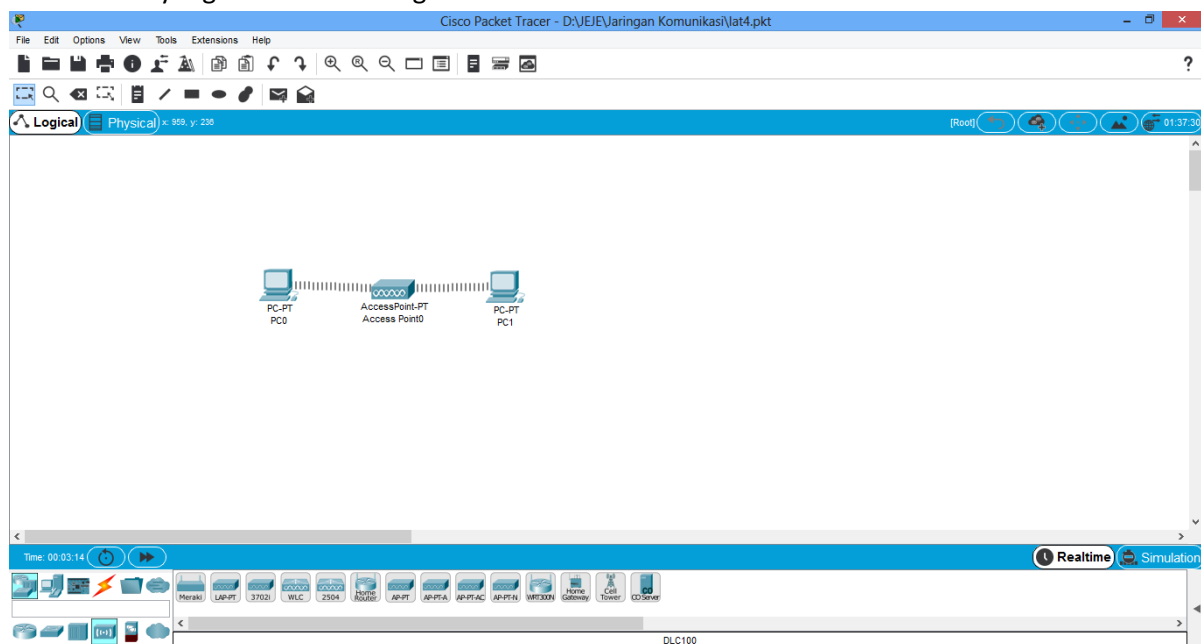 Cisco Packet Tracer - D:\JEJE\Jaringan Komunikasi\lat4.pkt
File Edit Options View Tools Extensions Help
Logical Physical x: 959, y: 236 [Root] 01:37:30
PC-PT
PC0
AccessPoint-PT
Access Point0
PC-PT
PC1
Time: 00:03:14 Realtime Simulation
Meraki LAP-PT 3702i WLC 2504 Home Router AP-PT AP-PT-A AP-PT-AC AP-PT-N WRT300N Home Gateway Cell Tower CO Server
DLC100